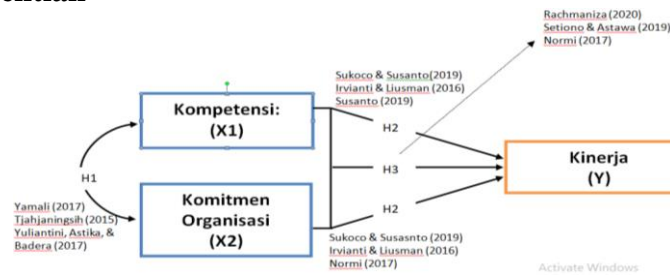 Rachmaniza (2020)
Setiono & Astawa (2019)
Normi (2017)
Sukoco & Susanto(2019)
Irvianti & Liusman (2016)
Susanto (2019)
Kompetensi:
(X1)
H2
H1
H3
Kinerja
(Y)
Yamali (2017)
Tjahjaningsih (2015)
Yuliantini, Astika, &
Badera (2017)
Komitmen
Organisasi
(X2)
H2
Sukoco & Susasnto (2019)
Irvianti & Liusman (2016)
Normi (2017)
Activate Windows